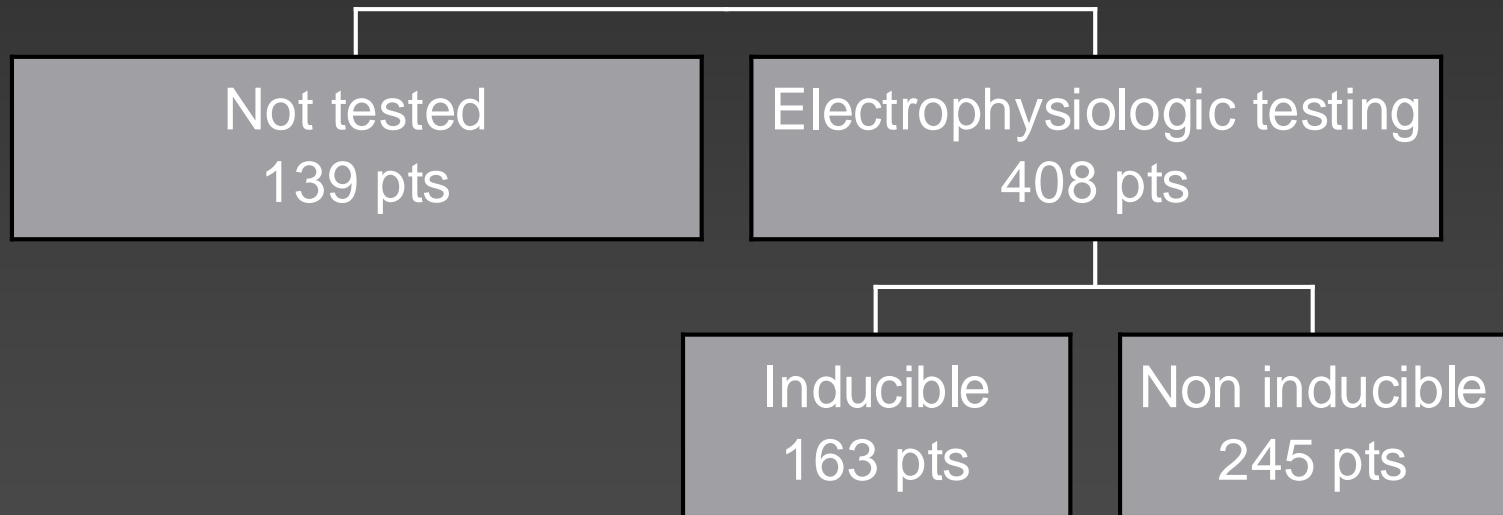 Not tested
139 pts
Electrophysiologic testing
408 pts
Inducible
163 pts
Non inducible
245 pts